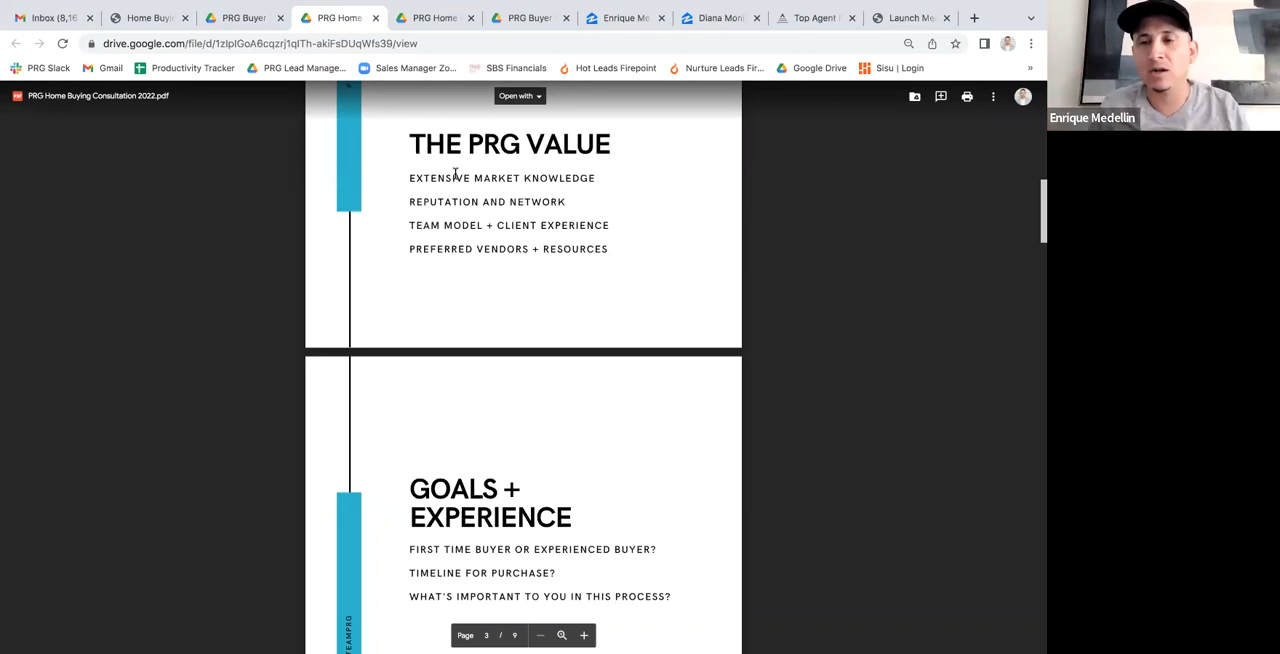 Inbox (8,16
Home Buyi
PRG Buyer
PRG Home
PRG Home
PRG Buyer
Enrique Me
Diana Moni
Top Agent
Launch Me
drive.google.com/file/d/1zlplGoA6cqzrj1qITh-akiFsDUqWfs39/view
PRG Slack
Gmail
Productivity Tracker
PRG Lead Manage...
Sales Manager Zo...
SBS Financials
Hot Leads Firepoint
Nurture Leads Fir...
Google Drive
Sisu | Login
»
PRG Home Buying Consultation 2022.pdf
Open with
Enrique Medellin
THE PRG VALUE
EXTENSIVE MARKET KNOWLEDGE
REPUTATION AND NETWORK
TEAM MODEL + CLIENT EXPERIENCE
PREFERRED VENDORS + RESOURCES
GOALS +
EXPERIENCE
FIRST TIME BUYER OR EXPERIENCED BUYER?
TIMELINE FOR PURCHASE?
WHAT'S IMPORTANT TO YOU IN THIS PROCESS?
TEAMPRG
Page 3 / 9